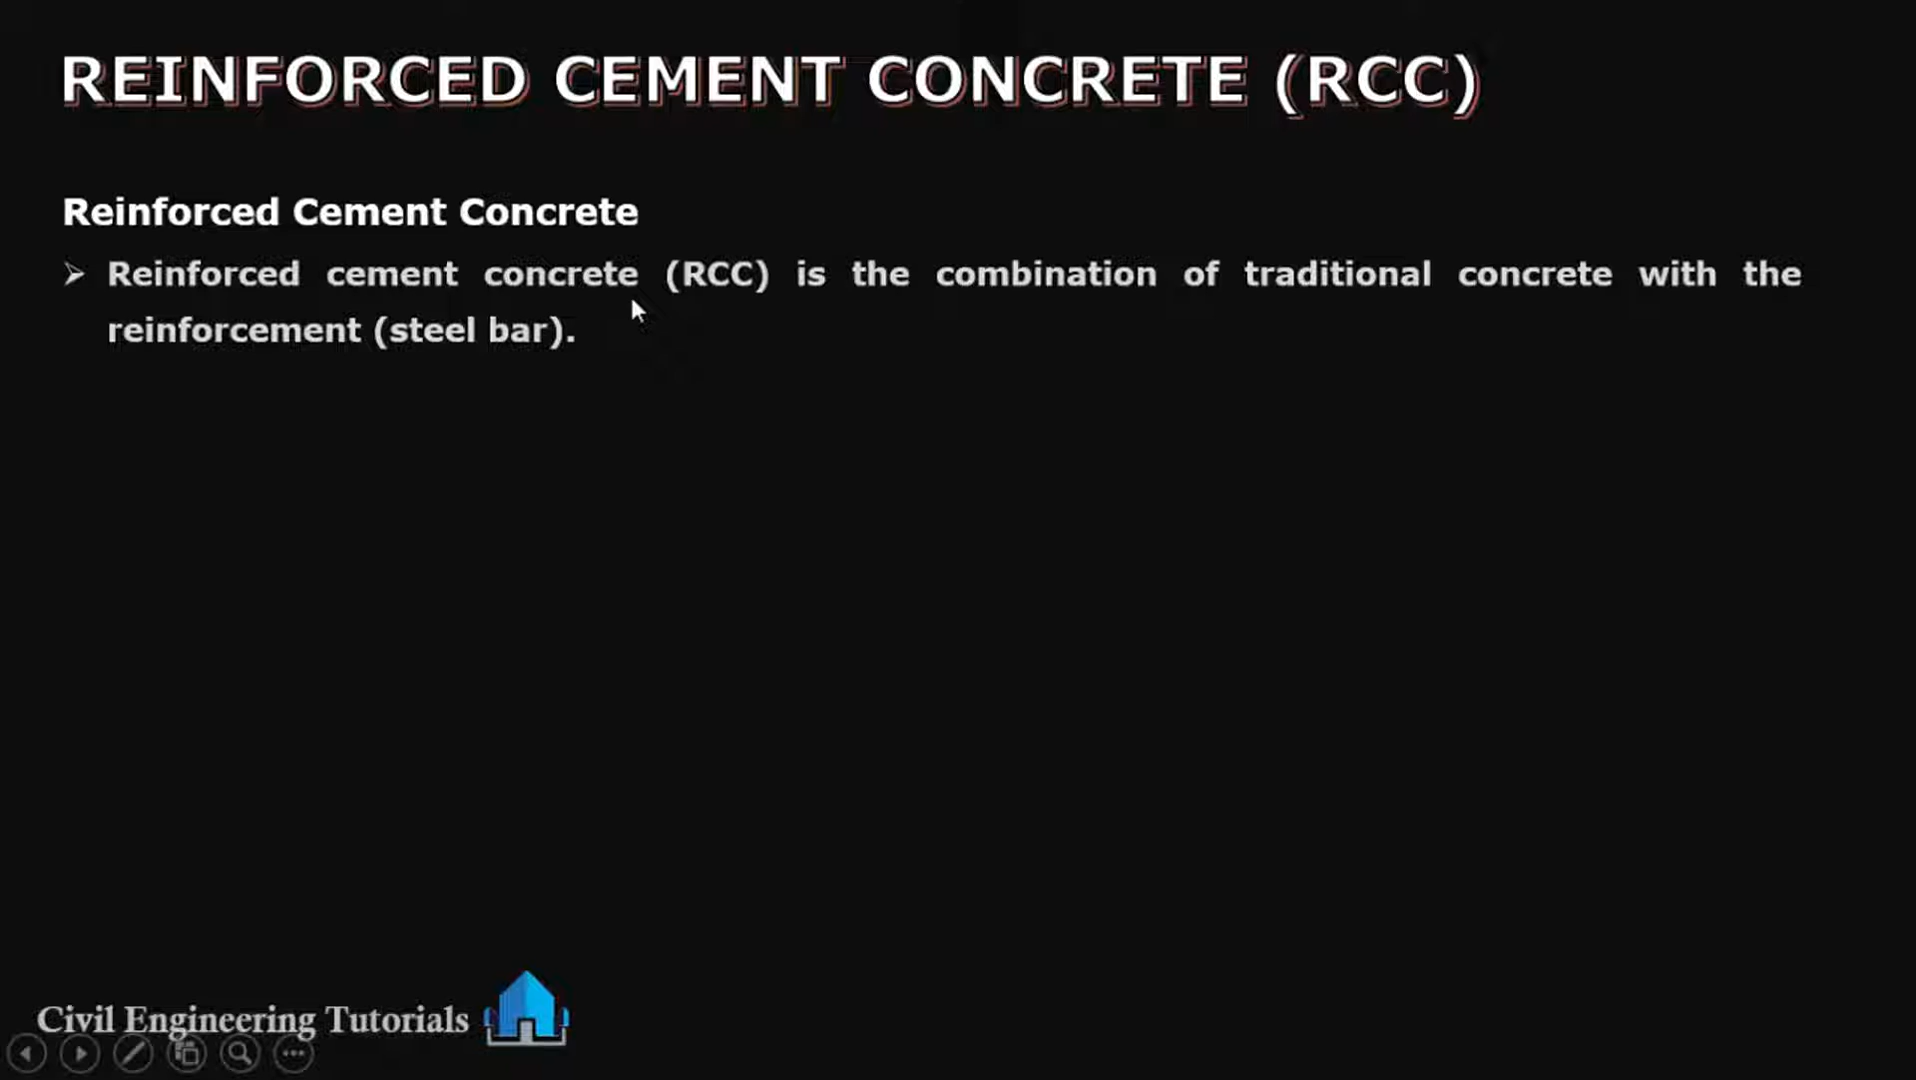 REINFORCED CEMENT CONCRETE (RCC)
Reinforced Cement Concrete
➢ Reinforced cement concrete (RCC) is the combination of traditional concrete with the
reinforcement (steel bar).
Civil Engineering Tutorials